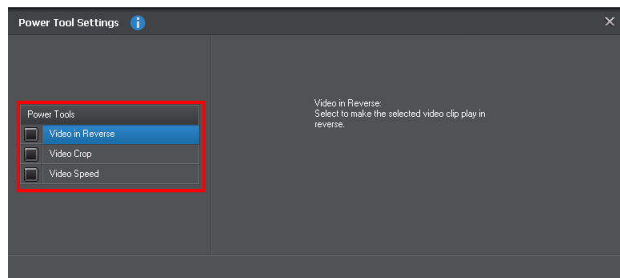 Power Tool Settings i
Power Tools
Video in Reverse
Video Crop
Video Speed
Video in Reverse:
Select to make the selected video clip play in
reverse.